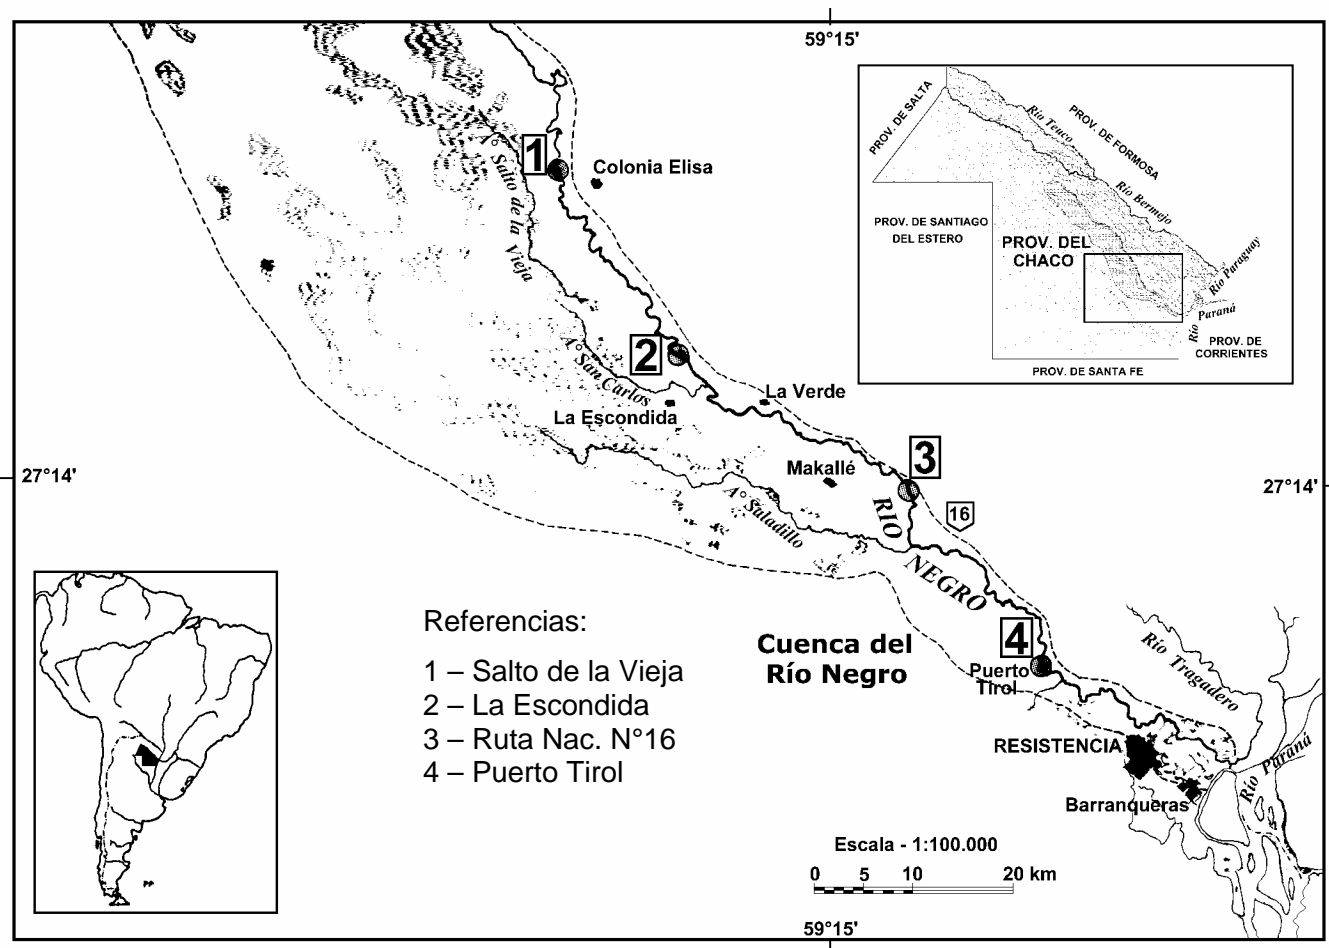 59°15'
1
Colonia Elisa
A° Salto de la Vieja
2
A° San Carlos
La Escondida
La Verde
Makallé
3
16
A° Saladillo
RIO
NEGRO
27°14'
27°14'
PROV. DE SALTA
Río Teuco
PROV. DE FORMOSA
Río Bermejo
PROV. DE SANTIAGO
DEL ESTERO
PROV. DEL
CHACO
Río Paraguay
Río
Paraná
PROV. DE
CORRIENTES
PROV. DE SANTA FE
Referencias:
1 – Salto de la Vieja
2 – La Escondida
3 – Ruta Nac. N°16
4 – Puerto Tirol
Cuenca del
Río Negro
4
Puerto
Tirol
Río Tragadero
RESISTENCIA
Río Paraná
Barranqueras
Escala - 1:100.000
0 5 10 20 km
59°15'